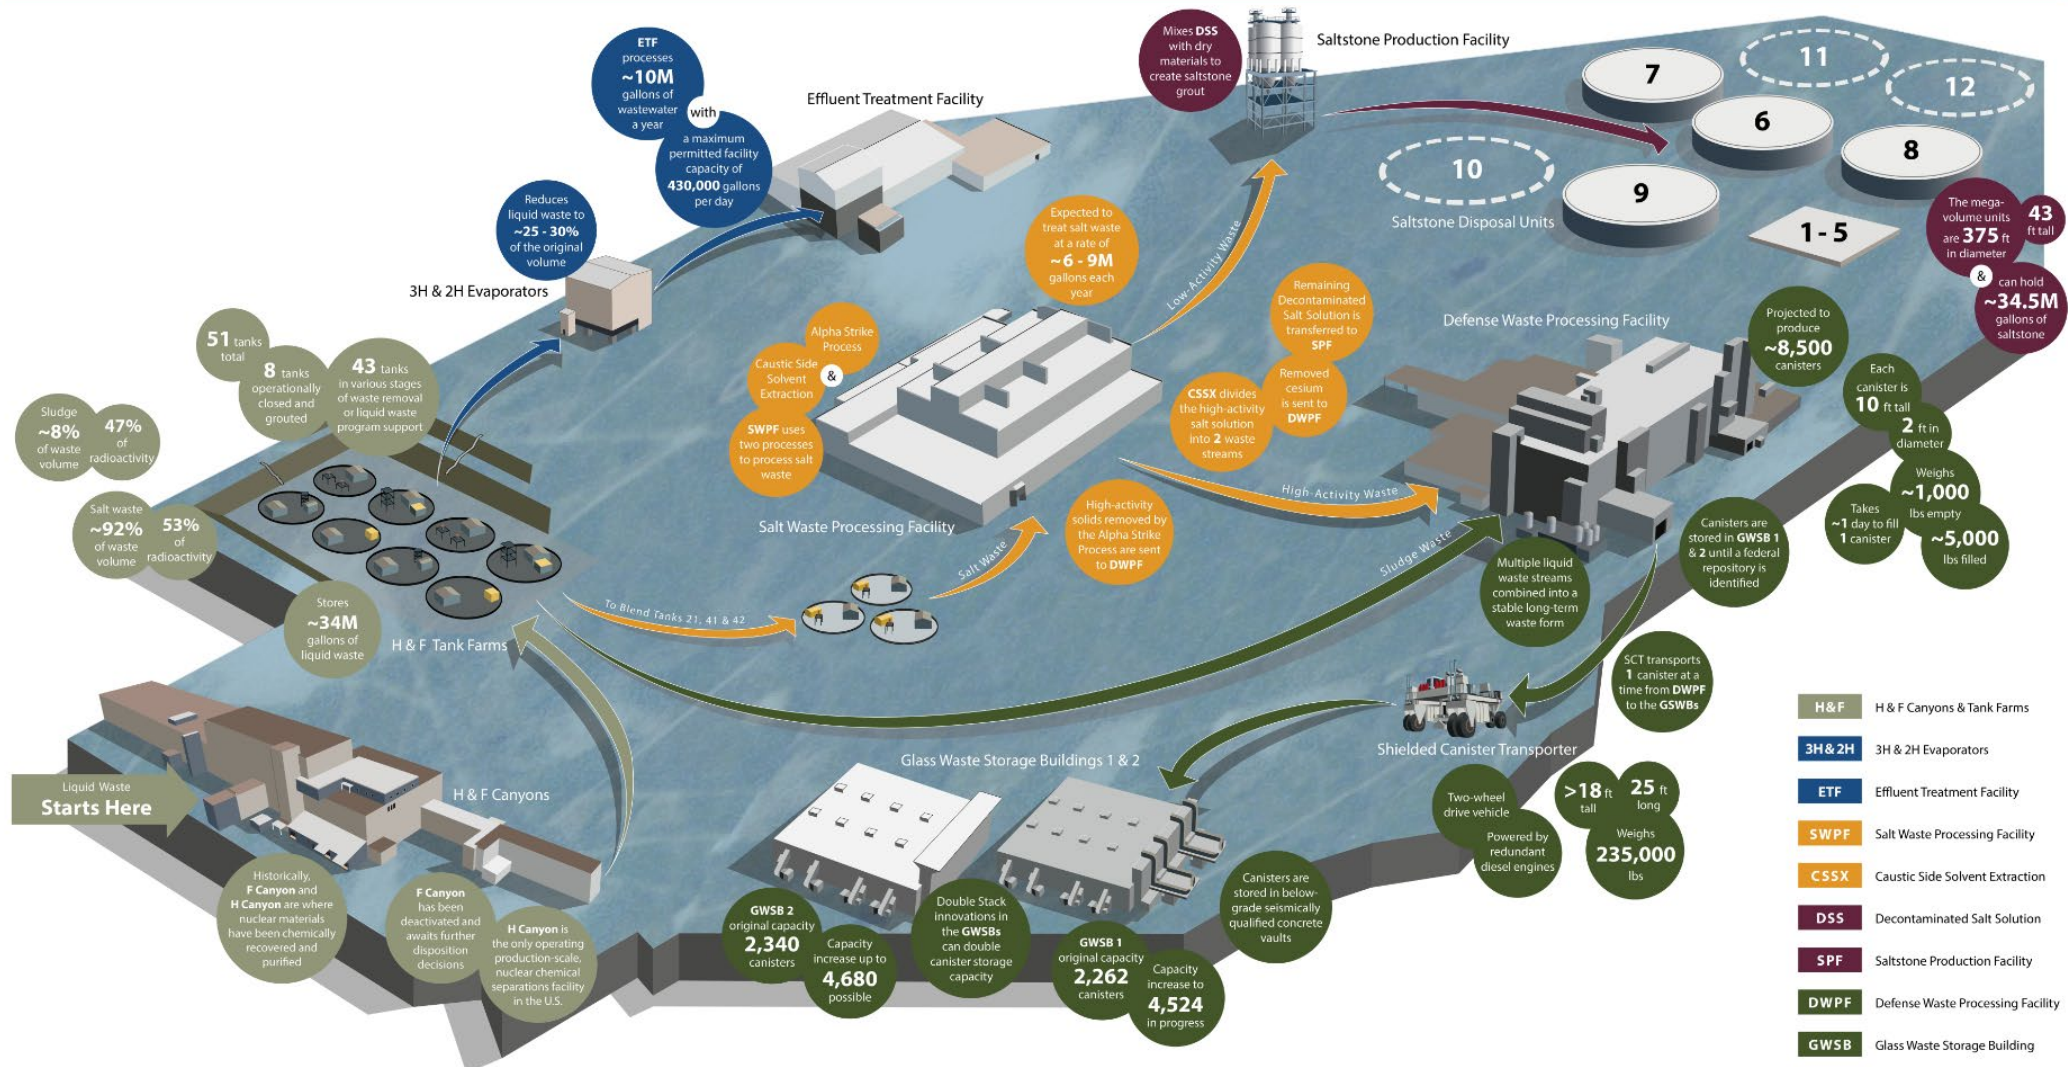 ETF
processes
~10M
gallons of
wastewater
a year
with
a maximum
permitted facility
capacity of
430,000 gallons
per day
Effluent Treatment Facility
Mixes DSS
with dry
materials to
create saltstone
grout
Saltstone Production Facility
7
11
12
6
8
10
9
1 - 5
Saltstone Disposal Units
The mega-
volume units
are 375 ft
in diameter
43
ft tall
&
can hold
~34.5M
gallons of
saltstone
Reduces
liquid waste to
~25 - 30%
of the original
volume
3H & 2H Evaporators
Expected to
treat salt waste
at a rate of
~6 - 9M
gallons each
year
Low-Activity Waste
Remaining
Decontaminated
Salt Solution is
transferred to
SPF
Removed
cesium
is sent to
DWPF
CSSX divides
the high-activity
salt solution
into 2 waste
streams
Alpha Strike
Process
&
Caustic Side
Solvent
Extraction
SWPF uses
two processes
to process salt
waste
Salt Waste Processing Facility
High-Activity Waste
High-activity
solids removed by
the Alpha Strike
Process are sent
to DWPF
Salt Waste
Defense Waste Processing Facility
Projected to
produce
~8,500
canisters
Each
canister is
10 ft tall
2 ft in
diameter
Weighs
~1,000
lbs empty
~5,000
lbs filled
Takes
~1 day to fill
1 canister
Canisters are
stored in GWSB 1
& 2 until a federal
repository is
identified
Multiple liquid
waste streams
combined into a
stable long-term
waste form
Sludge Waste
51 tanks
total
8 tanks
operationally
closed and
grouted
43 tanks
in various stages
of waste removal
or liquid waste
program support
Sludge
~8%
of waste
volume
47%
of
radioactivity
Salt waste
~92%
of waste
volume
53%
of
radioactivity
Stores
~34M
gallons of
liquid waste
H & F Tank Farms
To Blend Tanks 21, 41 & 42
Liquid Waste
Starts Here
H & F Canyons
Historically,
F Canyon and
H Canyon are where
nuclear materials
have been chemically
recovered and
purified
F Canyon
has been
deactivated and
awaits further
disposition
decisions
H Canyon is
the only operating
production-scale,
nuclear chemical
separations facility
in the U.S.
SCT transports
1 canister at a
time from DWPF
to the GSWBs
Shielded Canister Transporter
Two-wheel
drive vehicle
Powered by
redundant
diesel engines
>18 ft
tall
25 ft
long
Weighs
235,000
lbs
Glass Waste Storage Buildings 1 & 2
GWSB 2
original capacity
2,340
canisters
Capacity
increase up to
4,680
possible
Double Stack
innovations in
the GWSBs
can double
canister storage
capacity
GWSB 1
original capacity
2,262
canisters
Capacity
increase to
4,524
in progress
Canisters are
stored in below-
grade seismically
qualified concrete
vaults
H&F H & F Canyons & Tank Farms
3H&2H 3H & 2H Evaporators
ETF Effluent Treatment Facility
SWPF Salt Waste Processing Facility
CSSX Caustic Side Solvent Extraction
DSS Decontaminated Salt Solution
SPF Saltstone Production Facility
DWPF Defense Waste Processing Facility
GWSB Glass Waste Storage Building